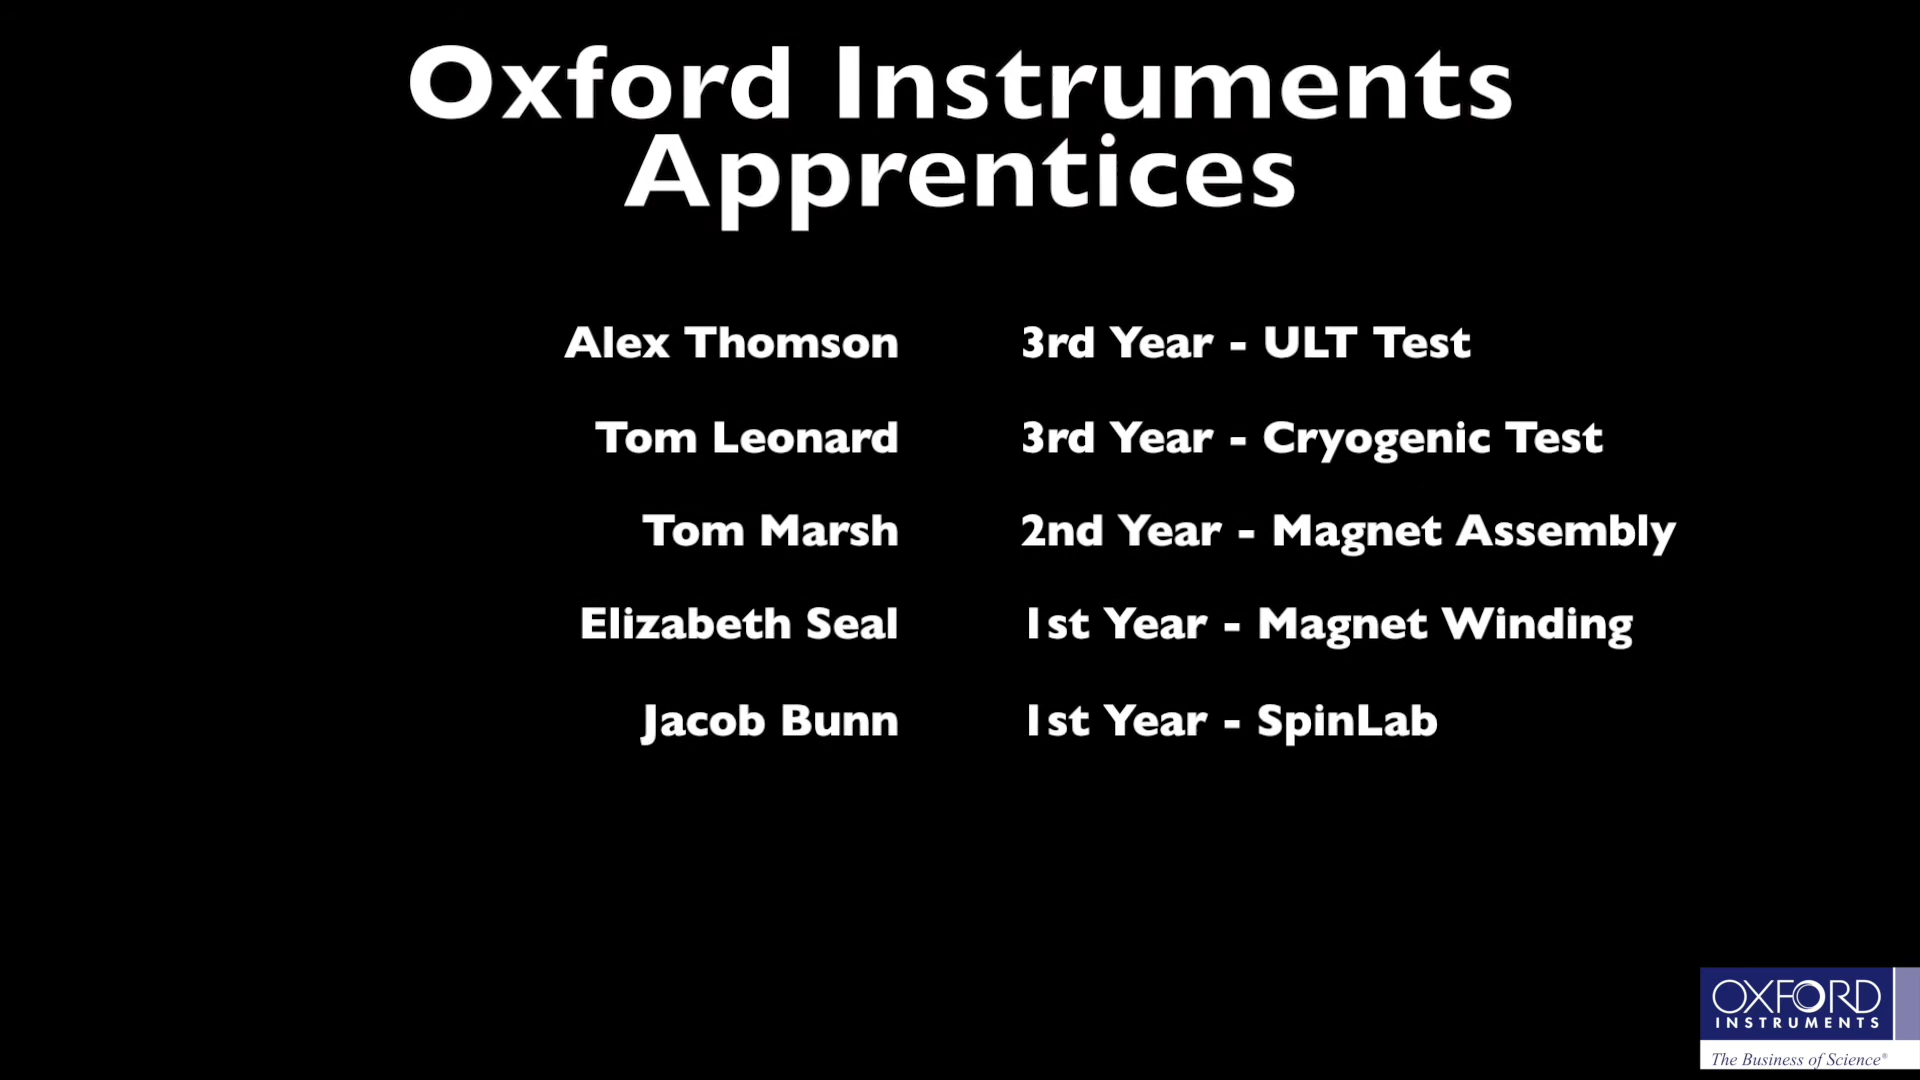 Oxford Instruments
Apprentices
Alex Thomson 3rd Year - ULT Test
Tom Leonard 3rd Year - Cryogenic Test
Tom Marsh 2nd Year - Magnet Assembly
Elizabeth Seal 1st Year - Magnet Winding
Jacob Bunn 1st Year - SpinLab
OXFORD
INSTRUMENTS
The Business of Science®